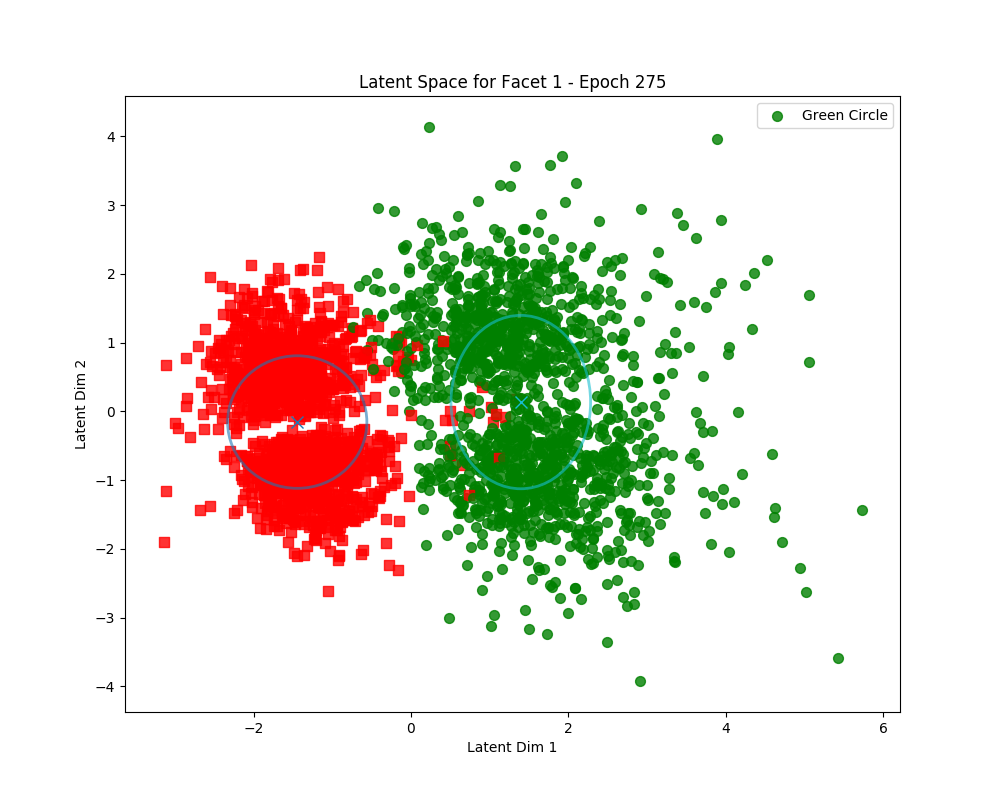 Latent Space for Facet 1 - Epoch 275
Green Circle
4
3
2
1
0
−1
−2
−3
−4
Latent Dim 2
−2 0 2 4 6
Latent Dim 1